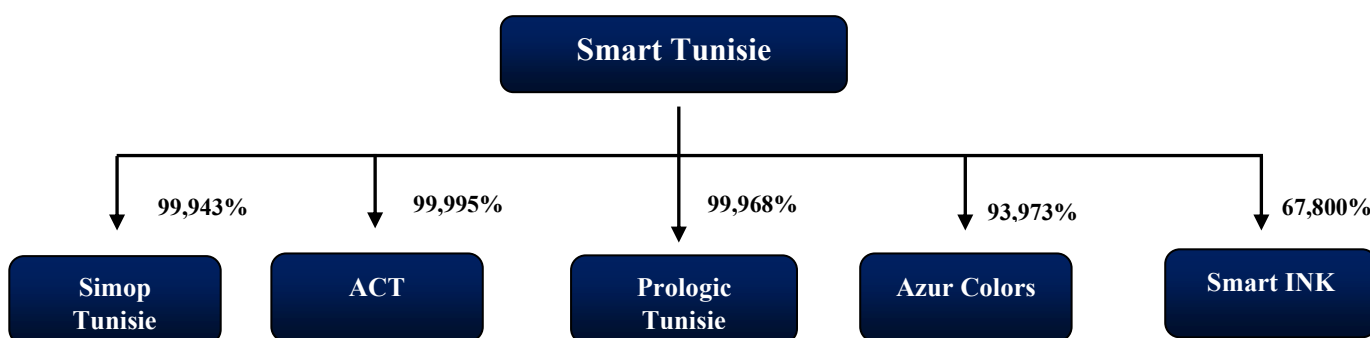 Smart Tunisie
99,943%
99,995%
99,968%
93,973%
67,800%
Simop
Tunisie
ACT
Prologic
Tunisie
Azur Colors
Smart INK